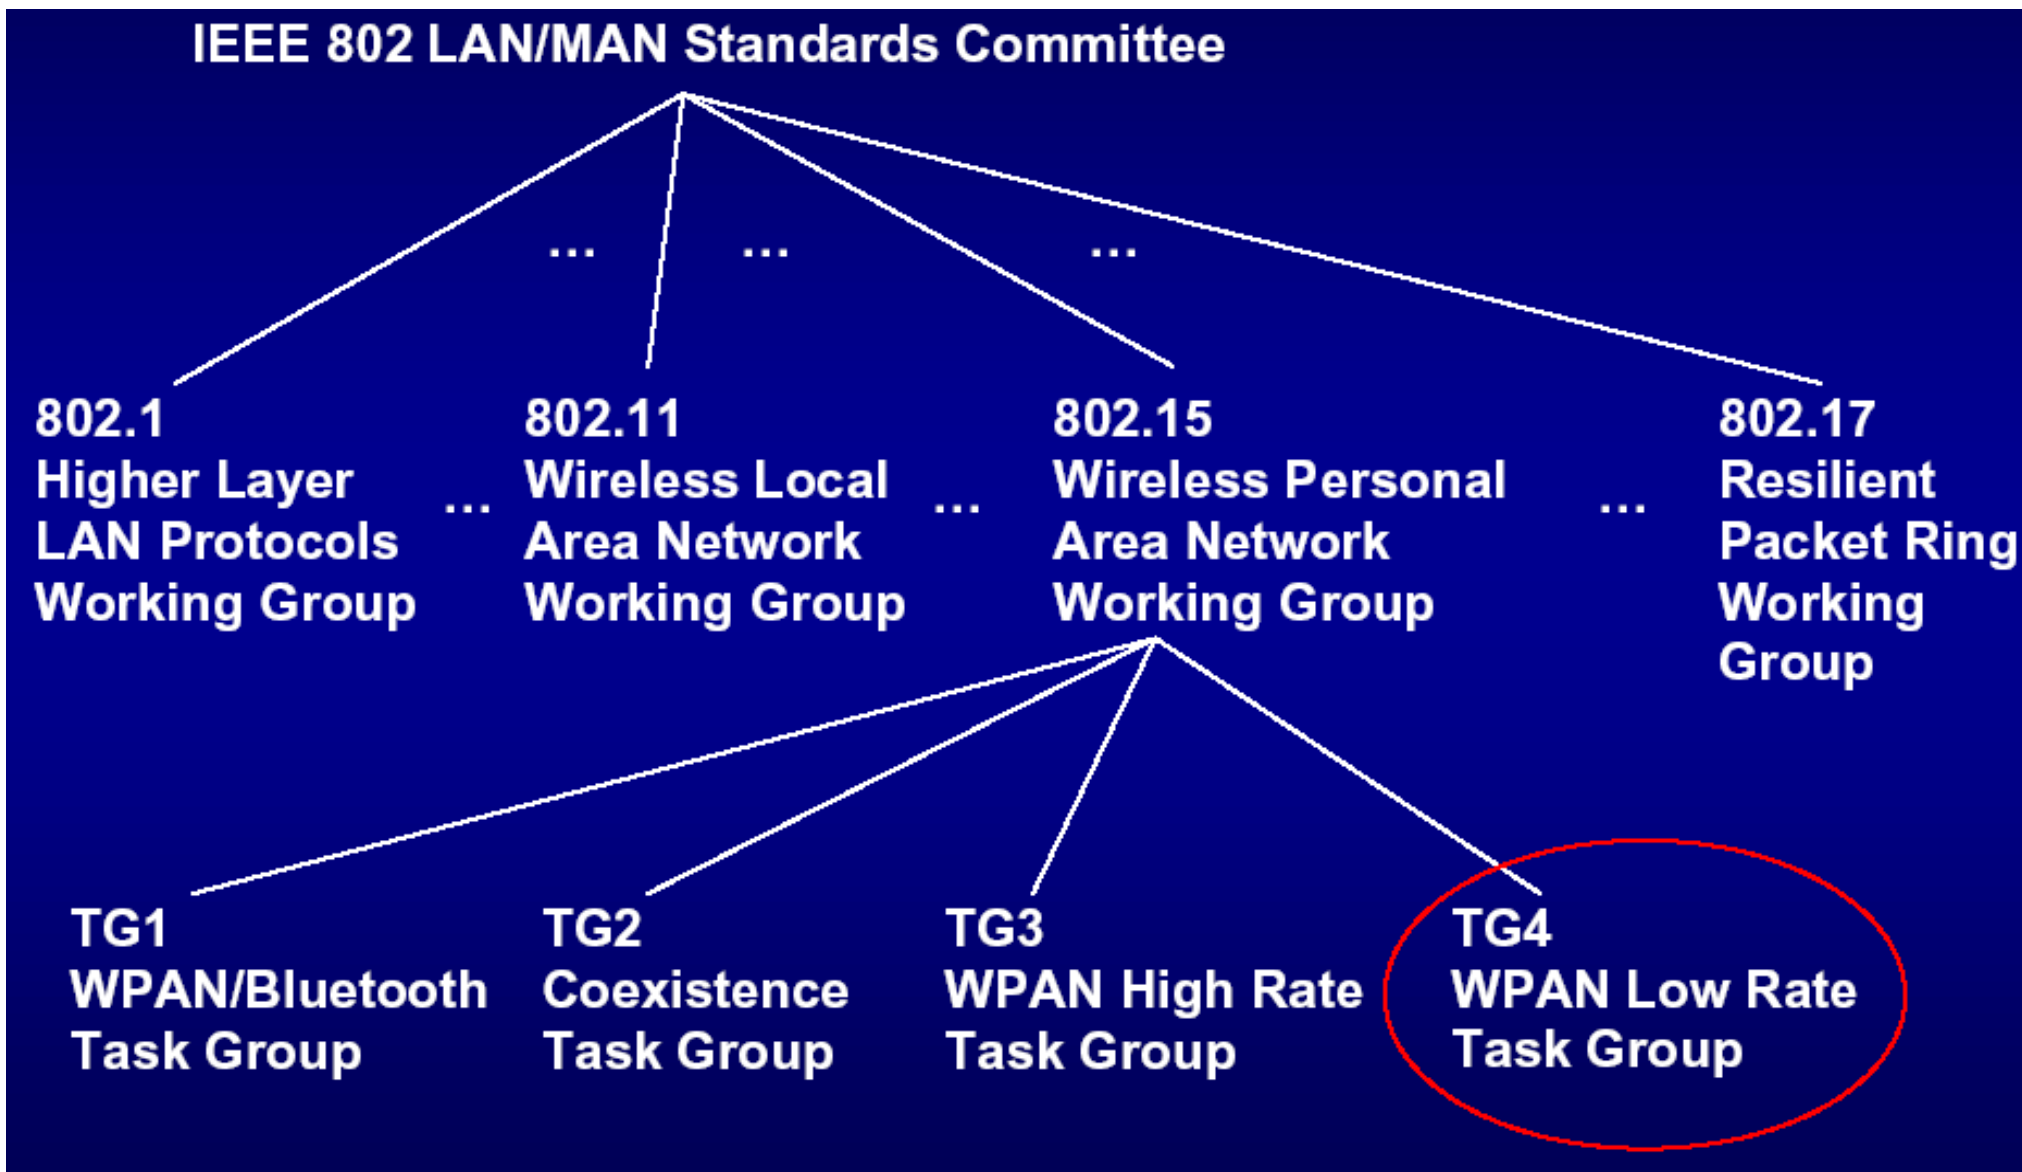 IEEE 802 LAN/MAN Standards Committee
... ... ...
802.1
Higher Layer
LAN Protocols
Working Group
...
802.11
Wireless Local
Area Network
Working Group
...
802.15
Wireless Personal
Area Network
Working Group
...
802.17
Resilient
Packet Ring
Working
Group
TG1
WPAN/Bluetooth
Task Group
TG2
Coexistence
Task Group
TG3
WPAN High Rate
Task Group
TG4
WPAN Low Rate
Task Group